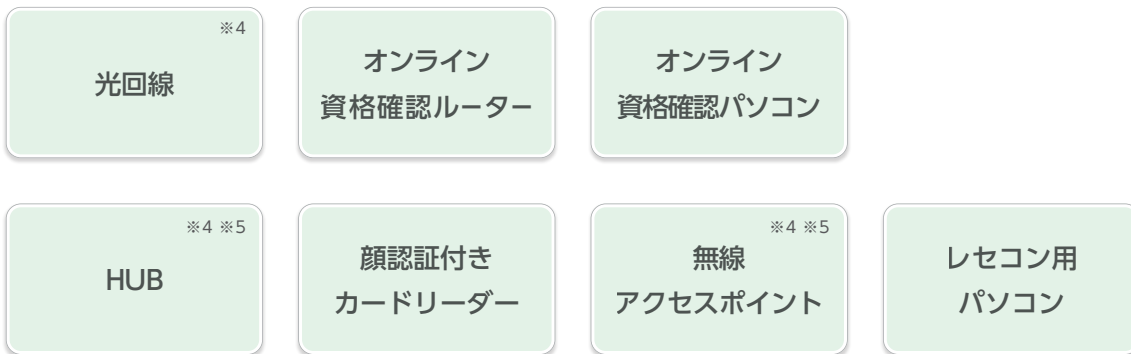 ※4
光回線
オンライン
資格確認ルーター
オンライン
資格確認パソコン
※4 ※5
HUB
顔認証付き
カードリーダー
※4 ※5
無線
アクセスポイント
レセコン用
パソコン